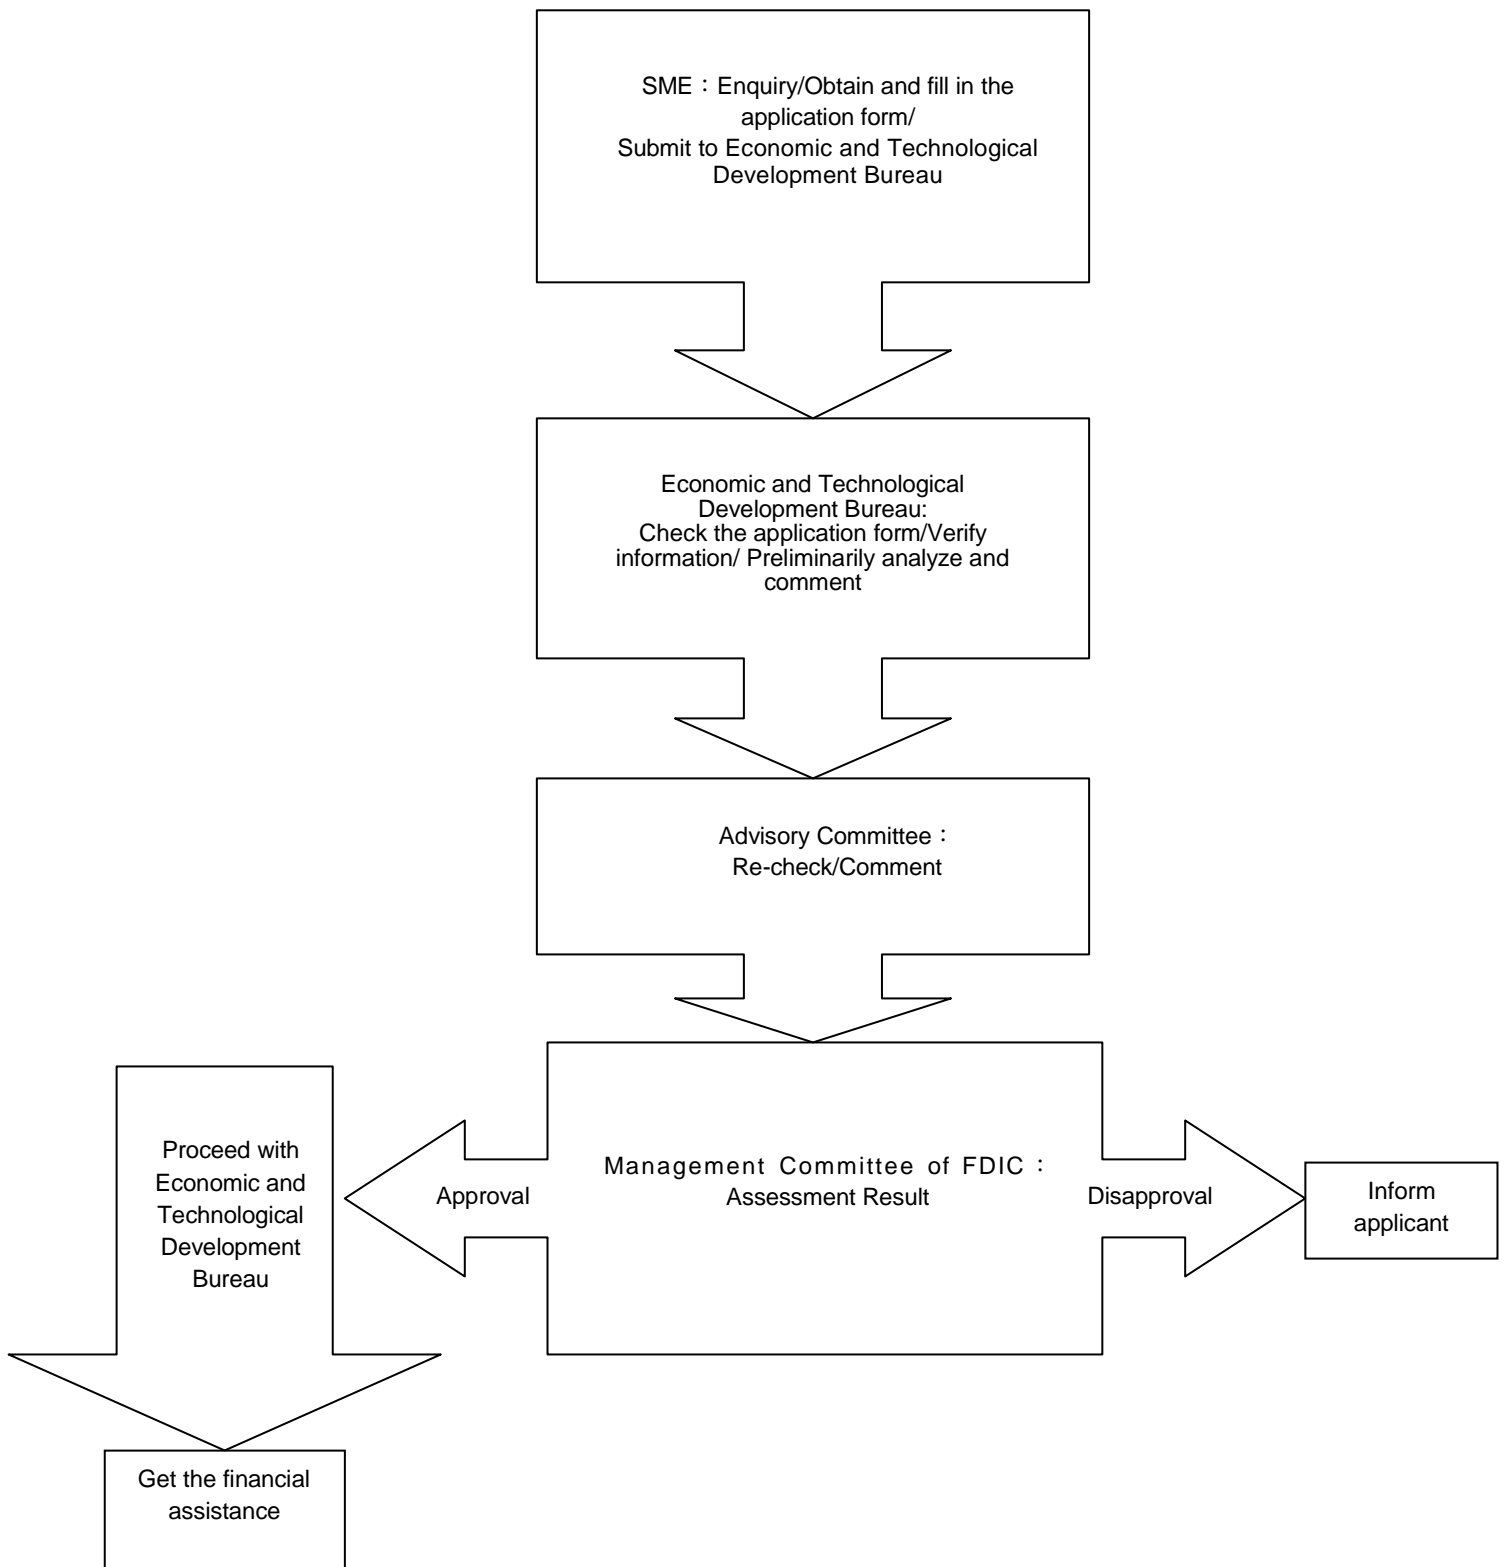 SME：Enquiry/Obtain and fill in the
application form/
Submit to Economic and Technological
Development Bureau
Economic and Technological
Development Bureau:
Check the application form/Verify
information/ Preliminarily analyze and
comment
Advisory Committee：
Re-check/Comment
Management Committee of FDIC：
Assessment Result
Approval
Disapproval
Inform
applicant
Proceed with
Economic and
Technological
Development
Bureau
Get the financial
assistance